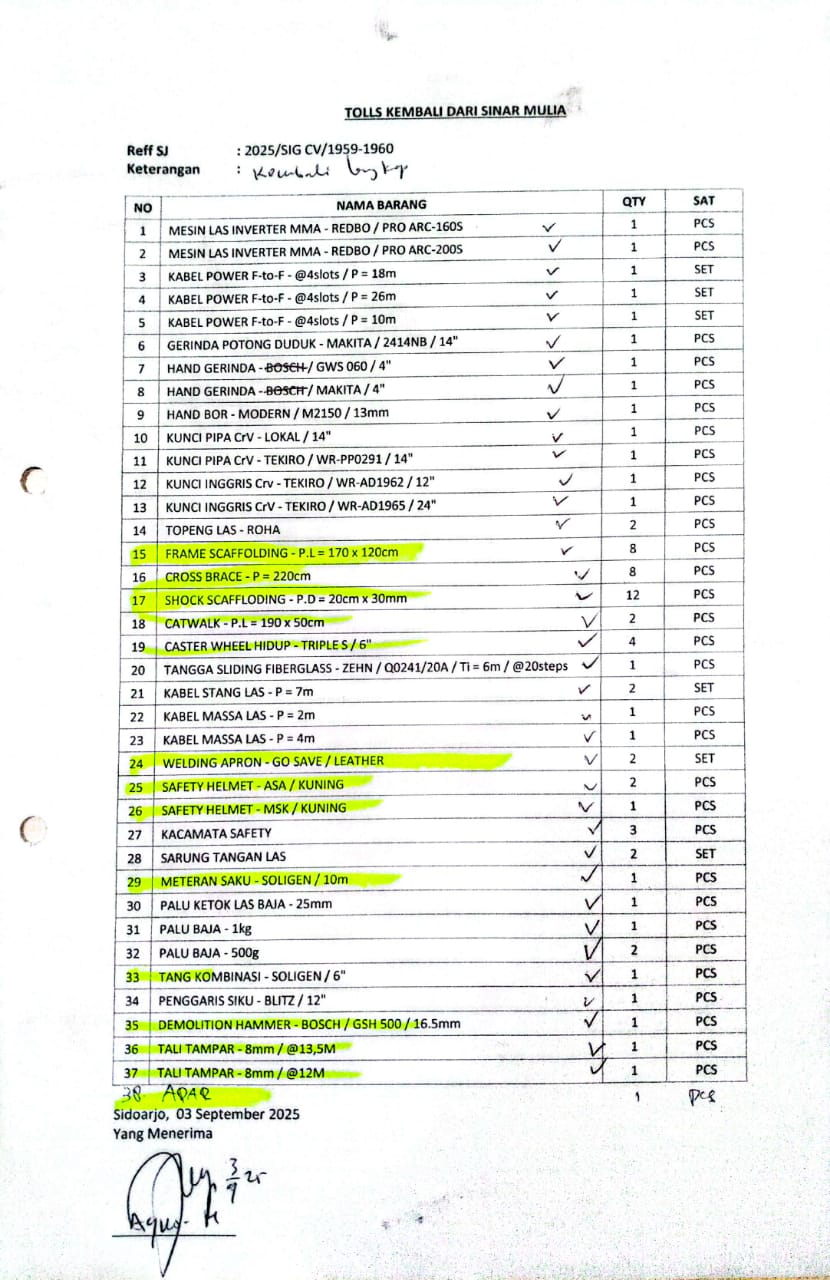 TOLLS KEMBALI DARI SINAR MULIA
Reff SJ : 2025/SIG CV/1959-1960
Keterangan : Kembali lengkap
NO NAMA BARANG QTY SAT
1 MESIN LAS INVERTER MMA - REDBO / PRO ARC-160S ✓ 1 PCS
2 MESIN LAS INVERTER MMA - REDBO / PRO ARC-200S ✓ 1 PCS
3 KABEL POWER F-to-F - @4slots / P = 18m ✓ 1 SET
4 KABEL POWER F-to-F - @4slots / P = 26m ✓ 1 SET
5 KABEL POWER F-to-F - @4slots / P = 10m ✓ 1 SET
6 GERINDA POTONG DUDUK - MAKITA / 2414NB / 14" ✓ 1 PCS
7 HAND GERINDA - BOSCH / GWS 060 / 4" ✓ 1 PCS
8 HAND GERINDA - BOSCH / MAKITA / 4" ✓ 1 PCS
9 HAND BOR - MODERN / M2150 / 13mm ✓ 1 PCS
10 KUNCI PIPA CrV - LOKAL / 14" ✓ 1 PCS
11 KUNCI PIPA CrV - TEKIRO / WR-PP0291 / 14" ✓ 1 PCS
12 KUNCI INGGRIS Crv - TEKIRO / WR-AD1962 / 12" ✓ 1 PCS
13 KUNCI INGGRIS CrV - TEKIRO / WR-AD1965 / 24" ✓ 1 PCS
14 TOPENG LAS - ROHA ✓ 2 PCS
15 FRAME SCAFFOLDING - P.L = 170 x 120cm ✓ 8 PCS
16 CROSS BRACE - P = 220cm ✓ 8 PCS
17 SHOCK SCAFFLODING - P.D = 20cm x 30mm ✓ 12 PCS
18 CATWALK - P.L = 190 x 50cm ✓ 2 PCS
19 CASTER WHEEL HIDUP - TRIPLE S / 6" ✓ 4 PCS
20 TANGGA SLIDING FIBERGLASS - ZEHN / Q0241/20A / Ti = 6m / @20steps ✓ 1 PCS
21 KABEL STANG LAS - P = 7m ✓ 2 SET
22 KABEL MASSA LAS - P = 2m ✓ 1 PCS
23 KABEL MASSA LAS - P = 4m ✓ 1 PCS
24 WELDING APRON - GO SAVE / LEATHER ✓ 2 SET
25 SAFETY HELMET - ASA / KUNING ✓ 2 PCS
26 SAFETY HELMET - MSK / KUNING ✓ 1 PCS
27 KACAMATA SAFETY ✓ 3 PCS
28 SARUNG TANGAN LAS ✓ 2 SET
29 METERAN SAKU - SOLIGEN / 10m ✓ 1 PCS
30 PALU KETOK LAS BAJA - 25mm ✓ 1 PCS
31 PALU BAJA - 1kg ✓ 1 PCS
32 PALU BAJA - 500g ✓ 2 PCS
33 TANG KOMBINASI - SOLIGEN / 6" ✓ 1 PCS
34 PENGGARIS SIKU - BLITZ / 12" ✓ 1 PCS
35 DEMOLITION HAMMER - BOSCH / GSH 500 / 16.5mm ✓ 1 PCS
36 TALI TAMPAR - 8mm / @13,5M ✓ 1 PCS
37 TALI TAMPAR - 8mm / @12M ✓ 1 PCS
38. APAR 1 PCS
Sidoarjo, 03 September 2025
Yang Menerima
3/9 25